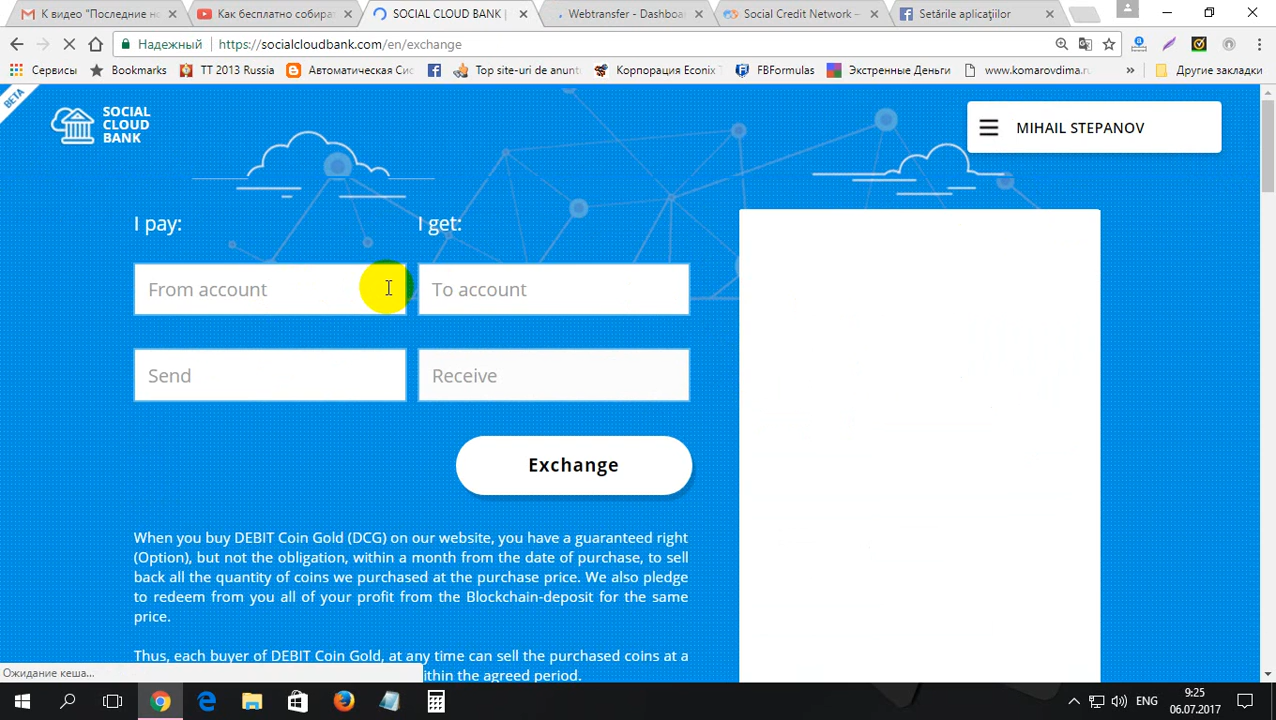 К видео "Последние не
Как бесплатно собира
SOCIAL CLOUD BANK |
Webtransfer - Dashboa
Social Credit Network –
Setările aplicaţiilor
Надежный
https://socialcloudbank.com/en/exchange
Сервисы
Bookmarks
TT 2013 Russia
Автоматическая Сис
Top site-uri de anunt
Корпорация Econix
FBFormulas
Экстренные Деньги
www.komarovdima.ru
»
Другие закладки
BETA
SOCIAL
CLOUD
BANK
MIHAIL STEPANOV
I pay:
I get:
From account
To account
Send
Receive
Exchange
When you buy DEBIT Coin Gold (DCG) on our website, you have a guaranteed right
(Option), but not the obligation, within a month from the date of purchase, to sell
back all the quantity of coins we purchased at the purchase price. We also pledge
to redeem from you all of your profit from the Blockchain-deposit for the same
price.
Thus, each buyer of DEBIT Coin Gold, at any time can sell the purchased coins at a
ithin the agreed period.
Ожидание кеша...
ENG
9:25
06.07.2017